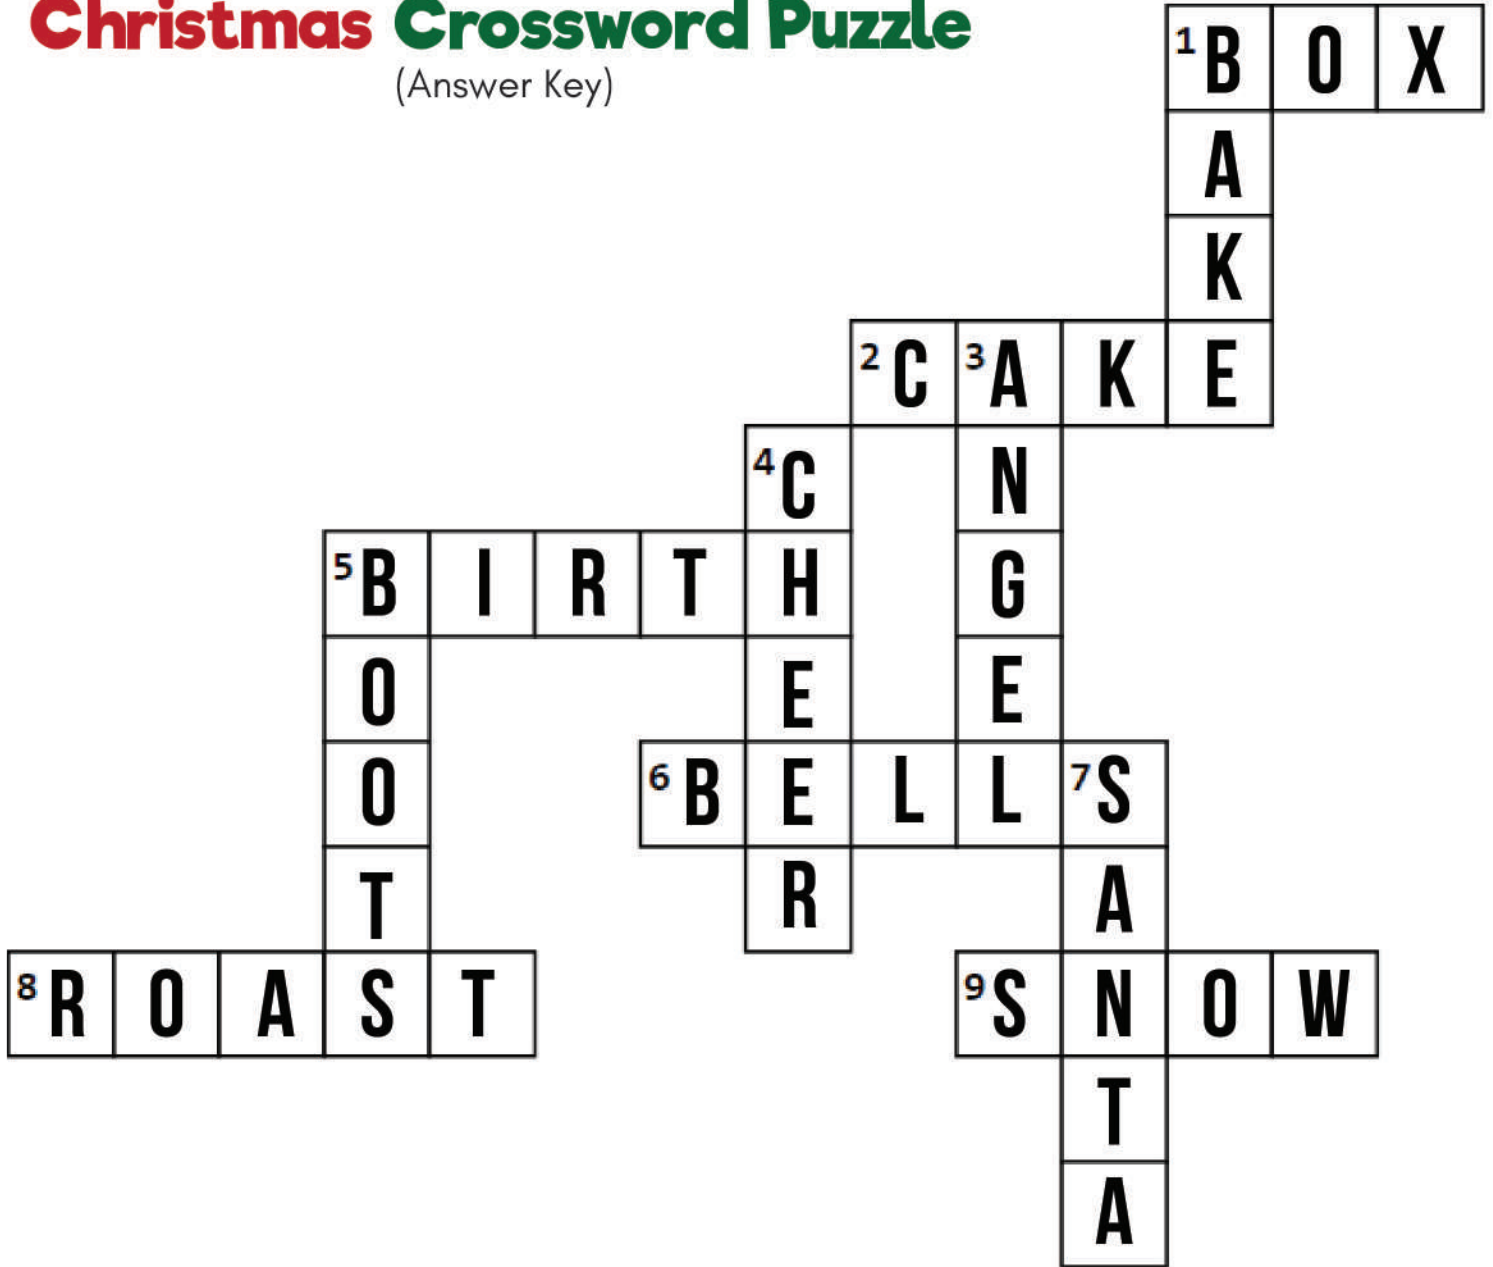 Christmas Crossword Puzzle
(Answer Key)
1 B O X
A
K
2 C 3 A K E
4 C N
5 B I R T H G
O E E
O 6 B E L L 7 S
T R A
8 R O A S T 9 S N O W
T
A